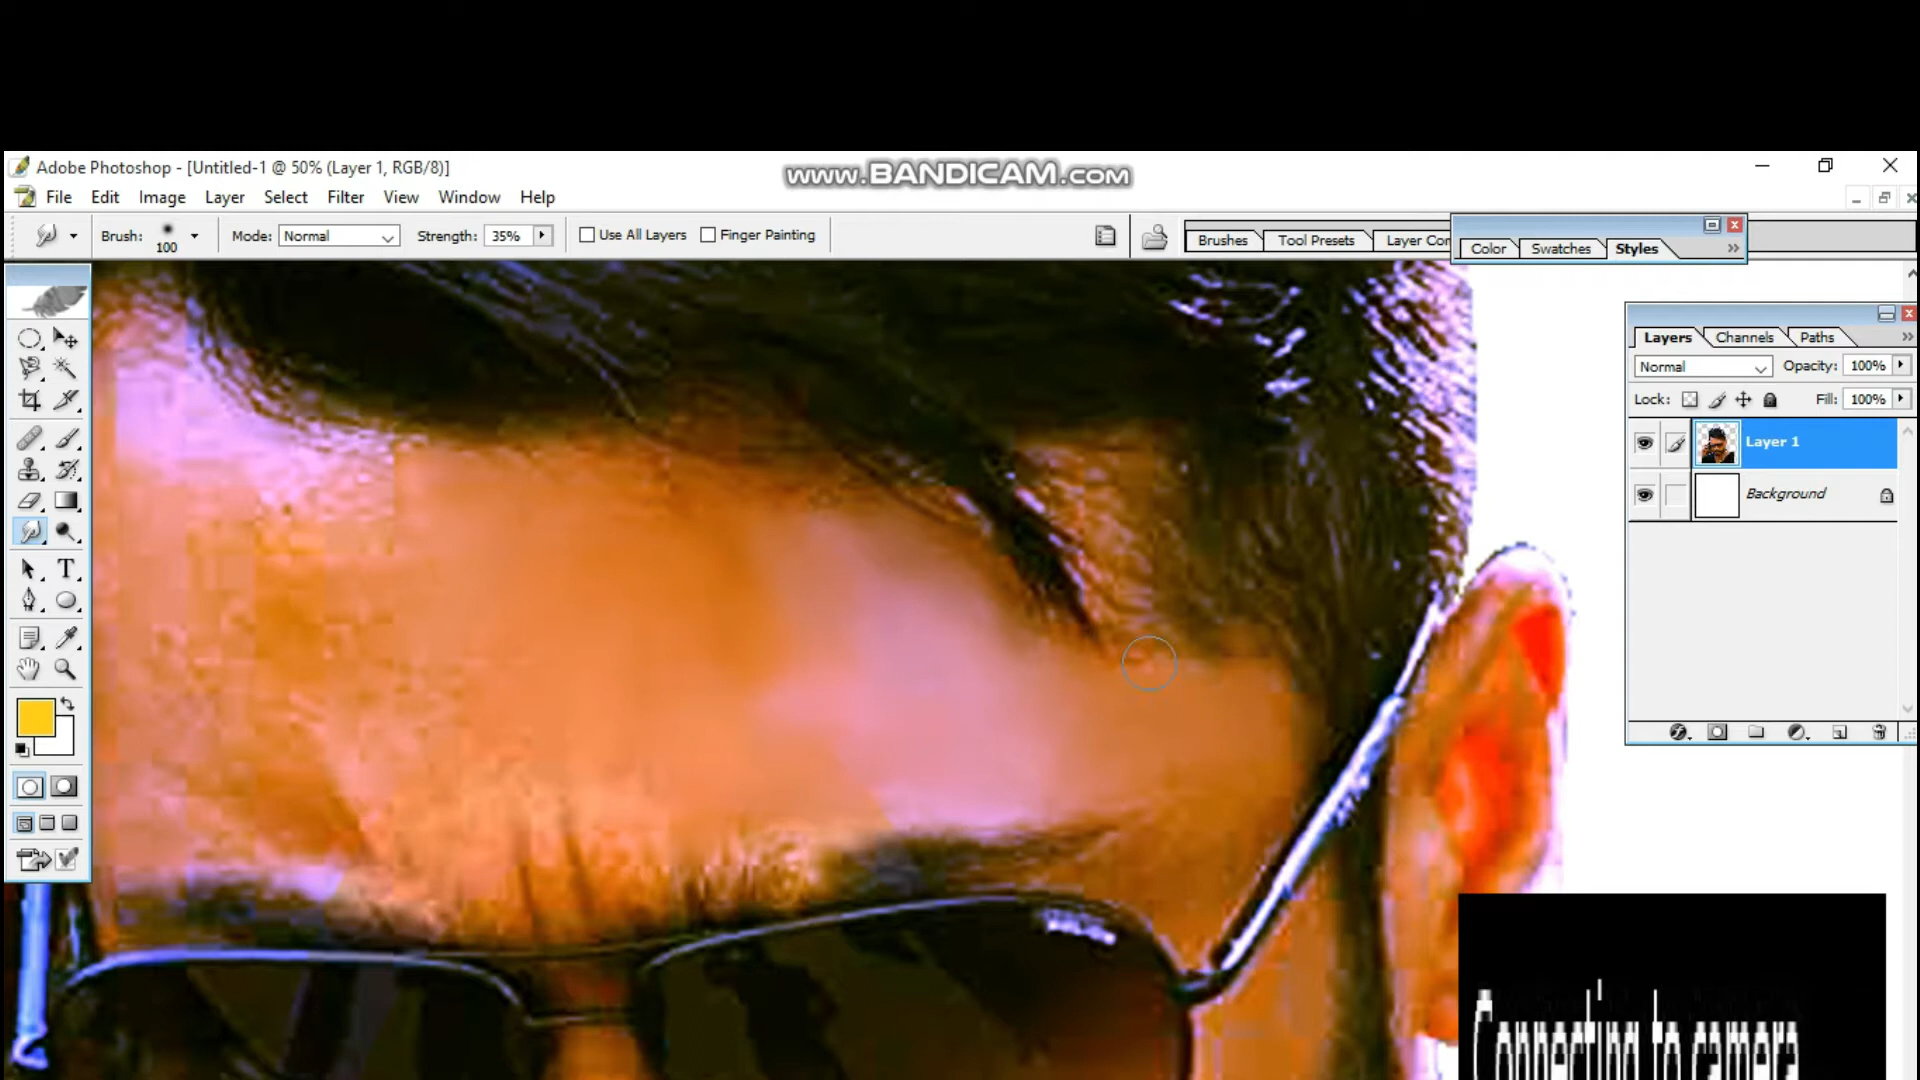 Adobe Photoshop - [Untitled-1 @ 50% (Layer 1, RGB/8)]
www.BANDICAM.com
File Edit Image Layer Select Filter View Window Help
Brush: 100 Mode: Normal Strength: 35% Use All Layers Finger Painting
Brushes Tool Presets Layer Con
Color Swatches Styles
Layers Channels Paths
Normal Opacity: 100%
Lock: Fill: 100%
Layer 1
Background
Connecting to camera